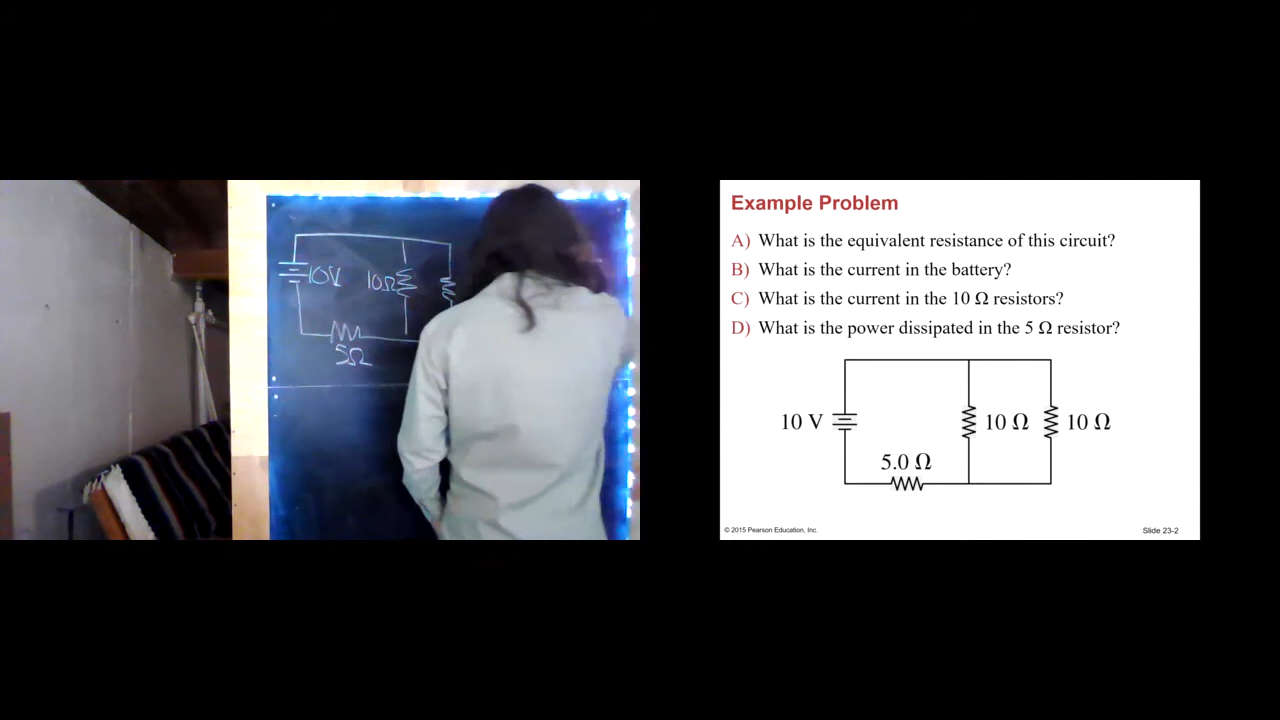 10V
10Ω
5Ω
Example Problem
A) What is the equivalent resistance of this circuit?
B) What is the current in the battery?
C) What is the current in the 10 Ω resistors?
D) What is the power dissipated in the 5 Ω resistor?
10 V
10 Ω
10 Ω
5.0 Ω
© 2015 Pearson Education, Inc.
Slide 23-2